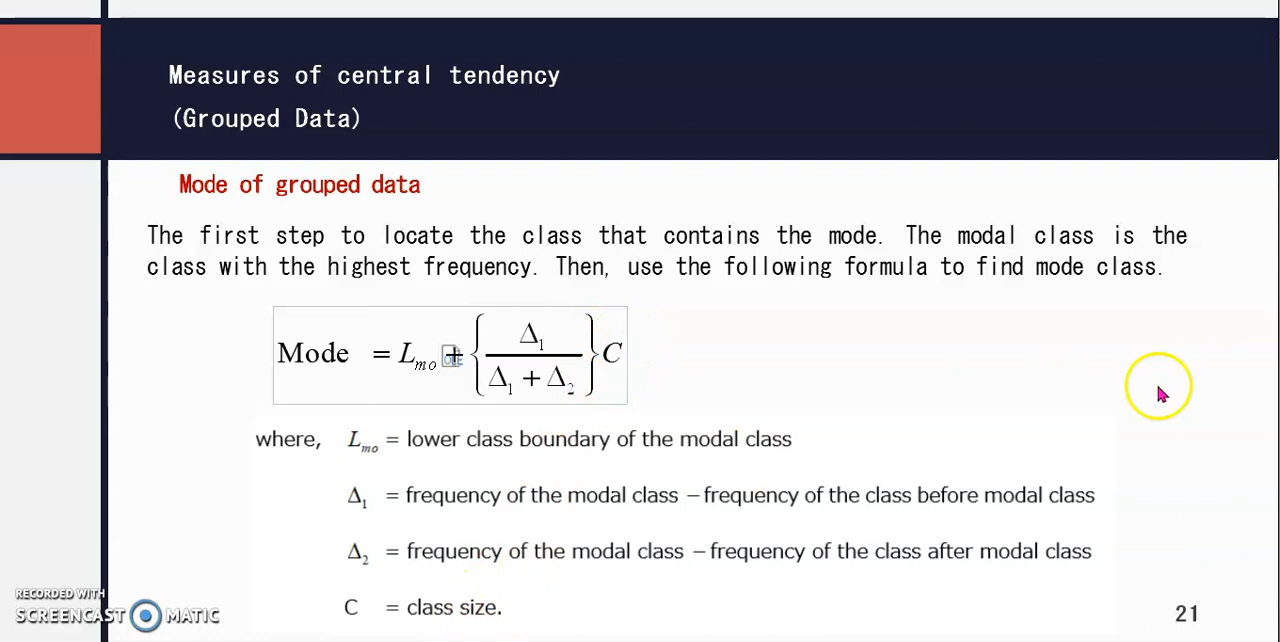 Measures of central tendency
(Grouped Data)
Mode of grouped data
The first step to locate the class that contains the mode. The modal class is the
class with the highest frequency. Then, use the following formula to find mode class.
Mode = L_mo + { Δ₁ / (Δ₁ + Δ₂) } C
where, L_mo = lower class boundary of the modal class
Δ₁ = frequency of the modal class – frequency of the class before modal class
Δ₂ = frequency of the modal class – frequency of the class after modal class
C = class size.
RECORDED WITH
SCREENCAST MATIC
21